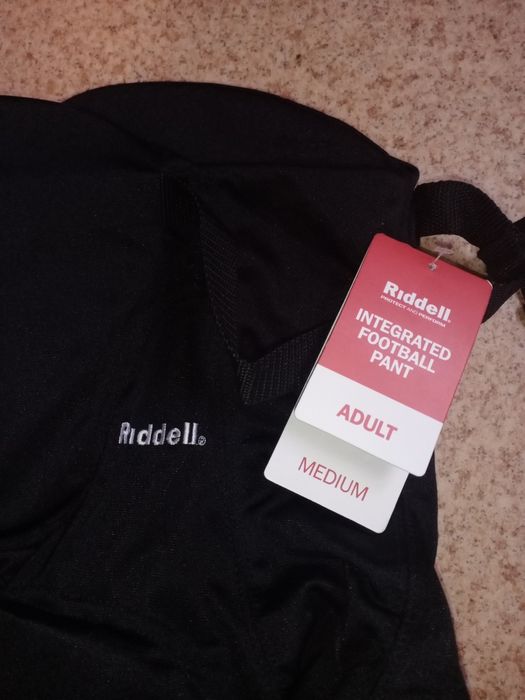 Riddell®
PROTECT AND PERFORM
INTEGRATED
FOOTBALL
PANT
ADULT
MEDIUM
Riddell®